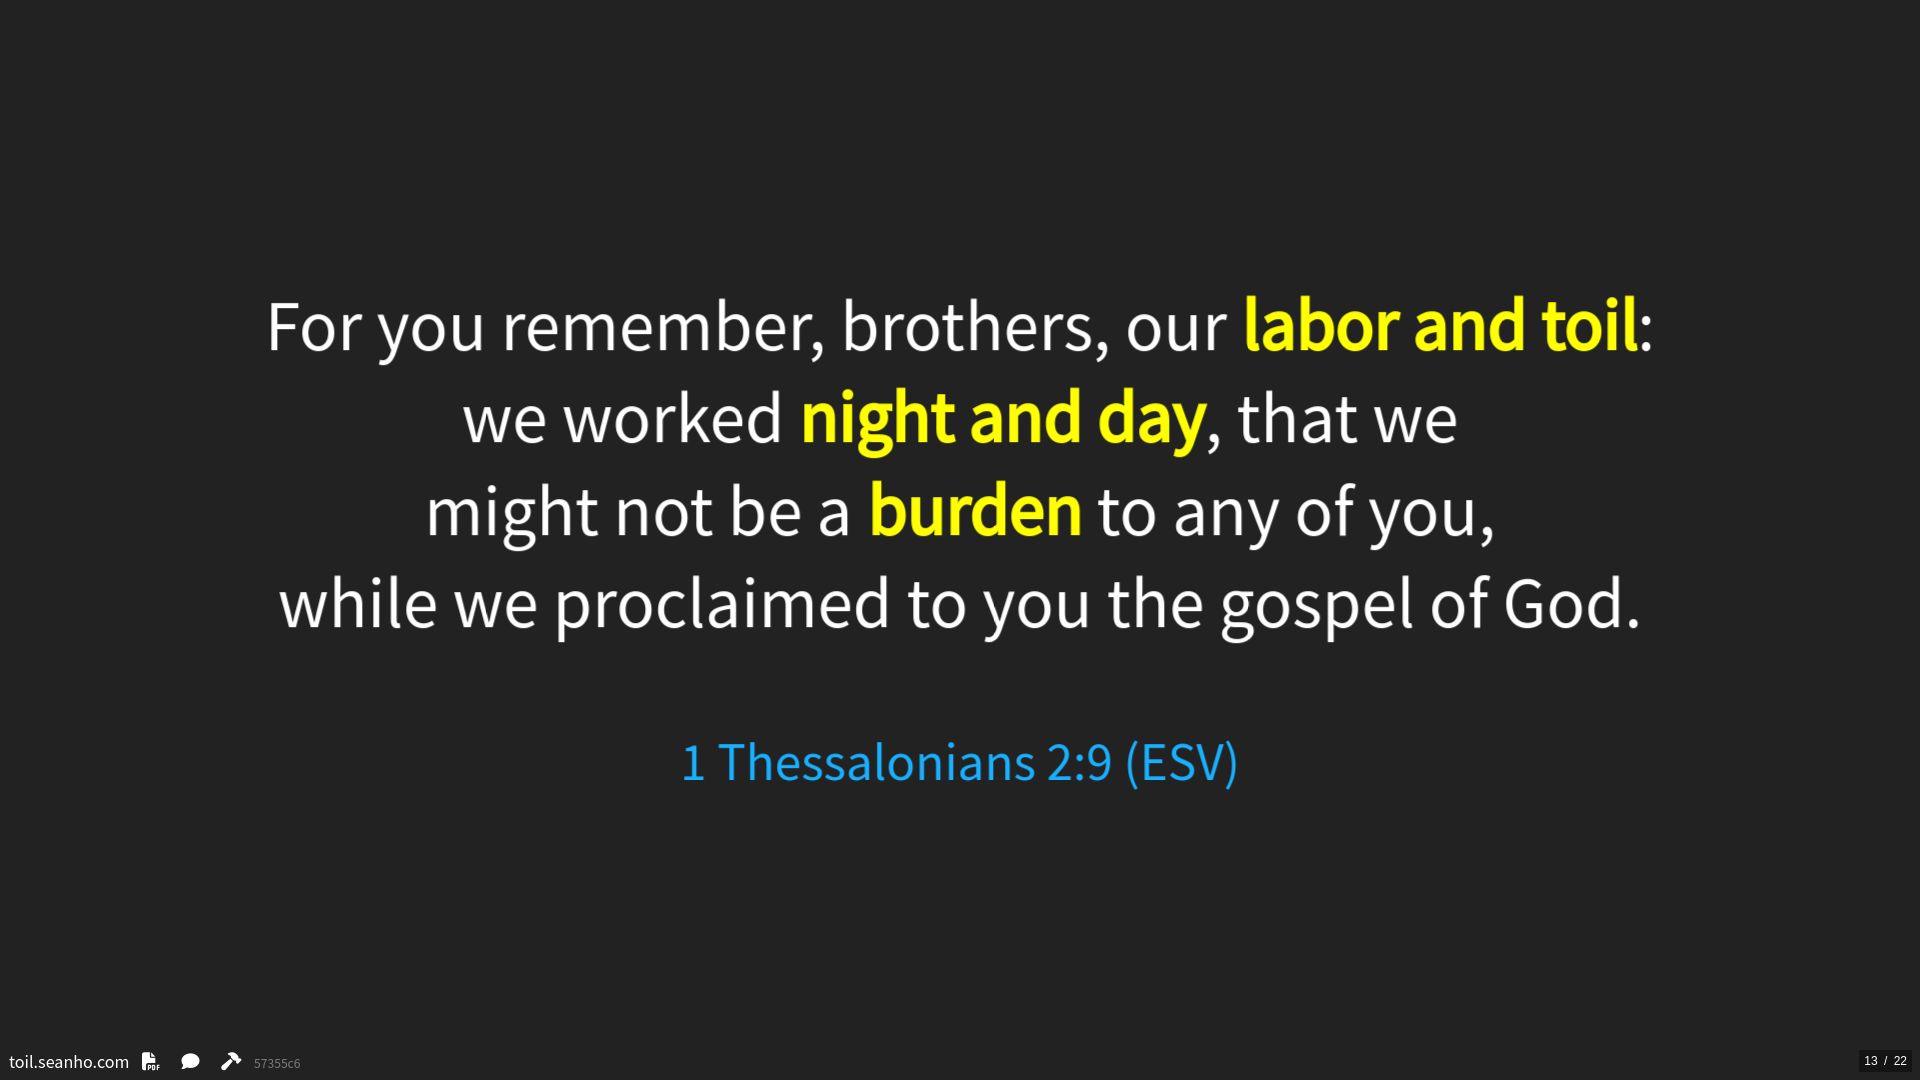 For you remember, brothers, our labor and toil:
we worked night and day, that we
might not be a burden to any of you,
while we proclaimed to you the gospel of God.
1 Thessalonians 2:9 (ESV)
toil.seanho.com PDF 57355c6
13 / 22